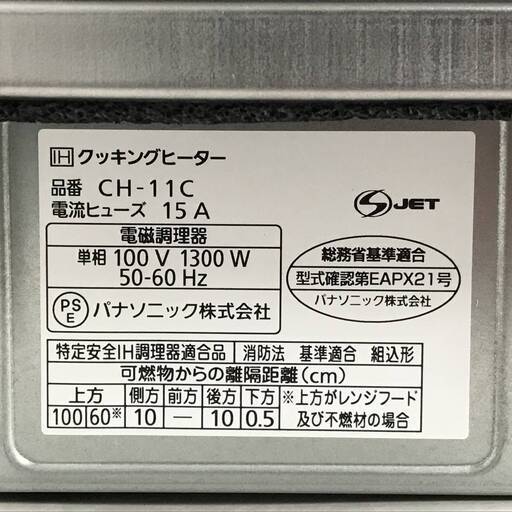 IH クッキングヒーター
品番 CH-11C
電流ヒューズ 15A
S JET
電磁調理器
単相 100 V 1300 W
50-60 Hz
PSE パナソニック株式会社
総務省基準適合
型式確認第EAPX21号
パナソニック株式会社
特定安全IH調理器適合品 消防法 基準適合 組込形
可燃物からの離隔距離(cm)
上方 側方 前方 後方 下方 ※上方がレンジフード
100 60※ 10 — 10 0.5 及び不燃材の場合